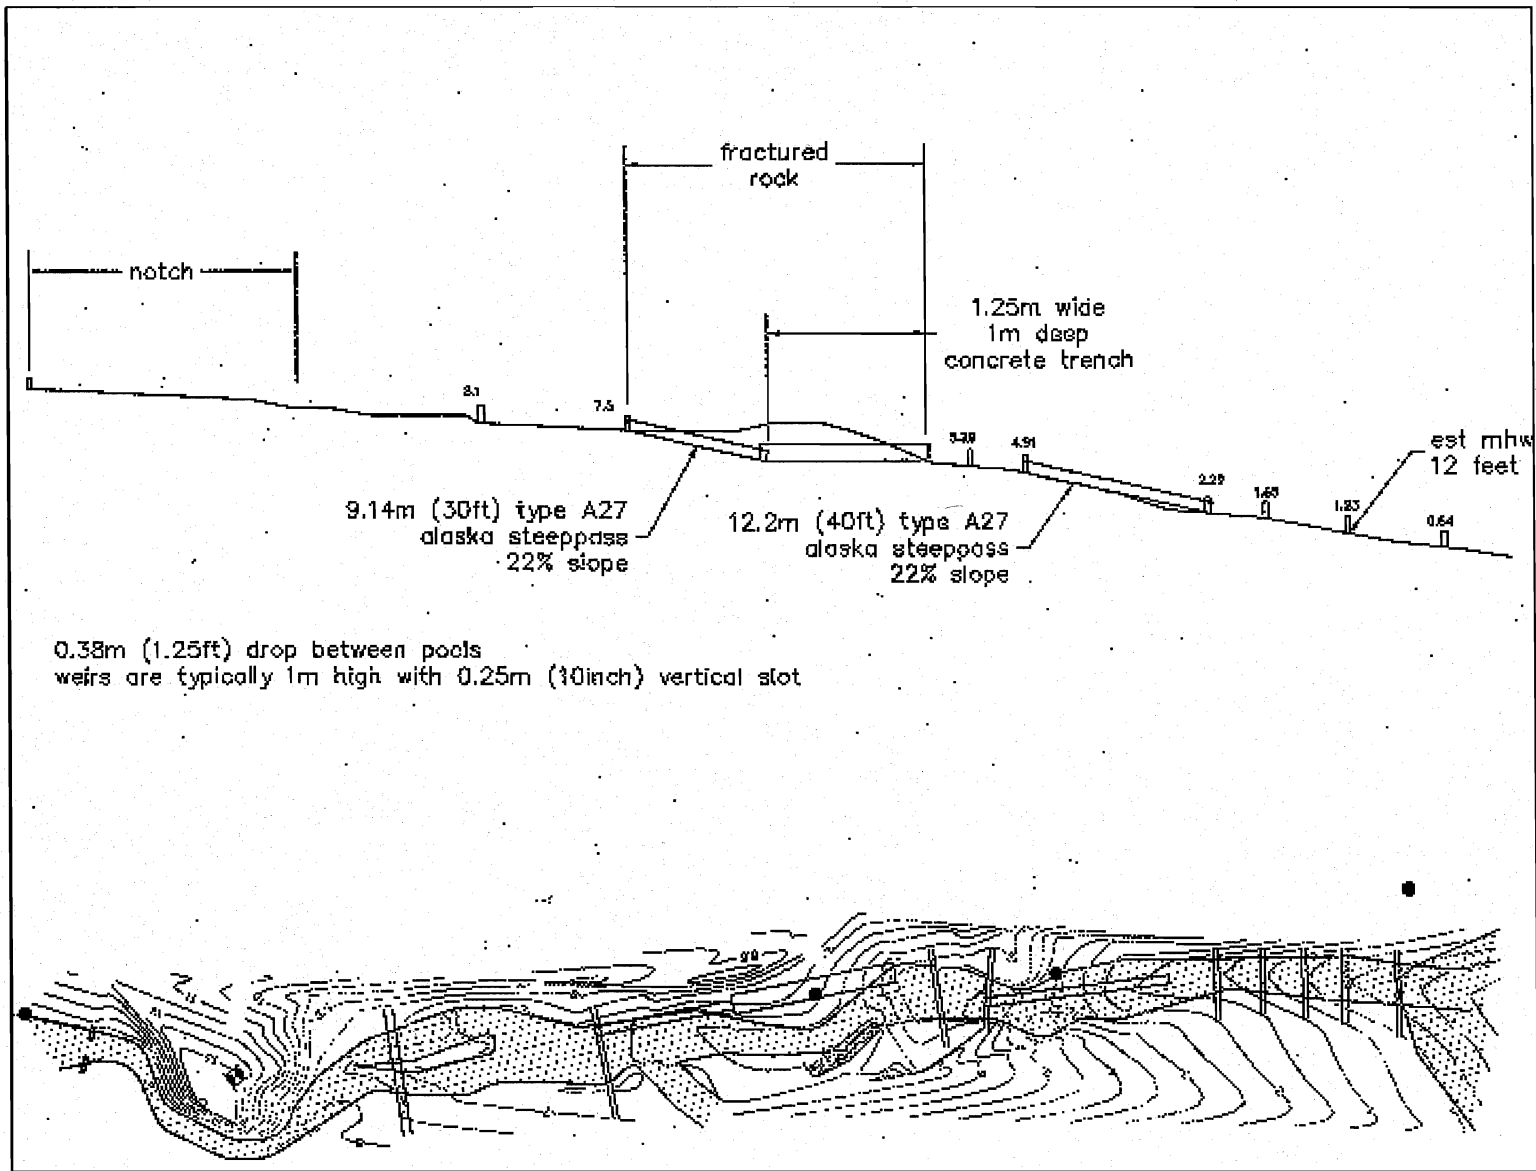 fractured
rock
notch
1.25m wide
1m deep
concrete trench
8.1
7.5
5.29
4.91
est mhw
12 feet
2.29
1.65
1.23
0.64
9.14m (30ft) type A27
alaska steeppass
22% slope
12.2m (40ft) type A27
alaska steeppass
22% slope
0.38m (1.25ft) drop between pools
weirs are typically 1m high with 0.25m (10inch) vertical slot